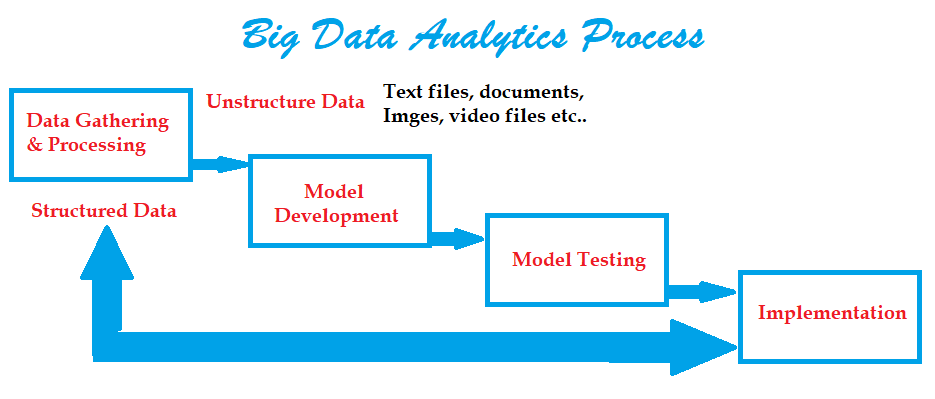 Big Data Analytics Process
Data Gathering
& Processing
Unstructure Data
Text files, documents,
Imges, video files etc..
Structured Data
Model
Development
Model Testing
Implementation